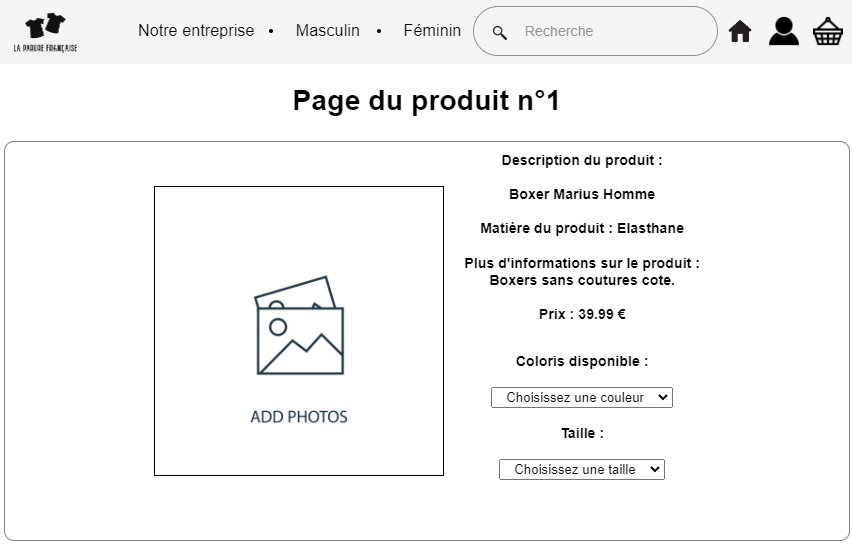 LA PARURE FRANÇAISE
Notre entreprise • Masculin • Féminin
Recherche
Page du produit n°1
Description du produit :
Boxer Marius Homme
Matière du produit : Elasthane
Plus d'informations sur le produit :
Boxers sans coutures cote.
Prix : 39.99 €
Coloris disponible :
Choisissez une couleur
Taille :
Choisissez une taille
ADD PHOTOS